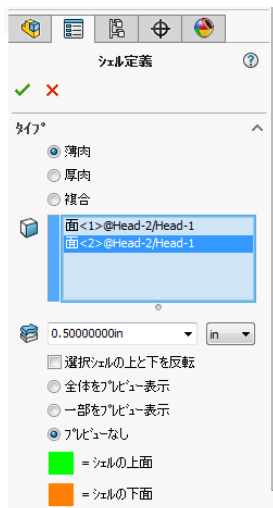 シェル定義
?
タイプ
薄肉
厚肉
複合
面<1>@Head-2/Head-1
面<2>@Head-2/Head-1
0.50000000in
in
選択シェルの上と下を反転
全体をプレビュー表示
一部をプレビュー表示
プレビューなし
= シェルの上面
= シェルの下面